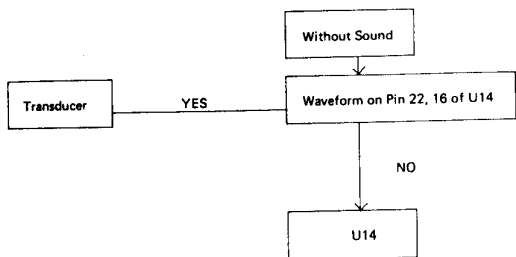 Without Sound
Transducer
YES
Waveform on Pin 22, 16 of U14
NO
U14